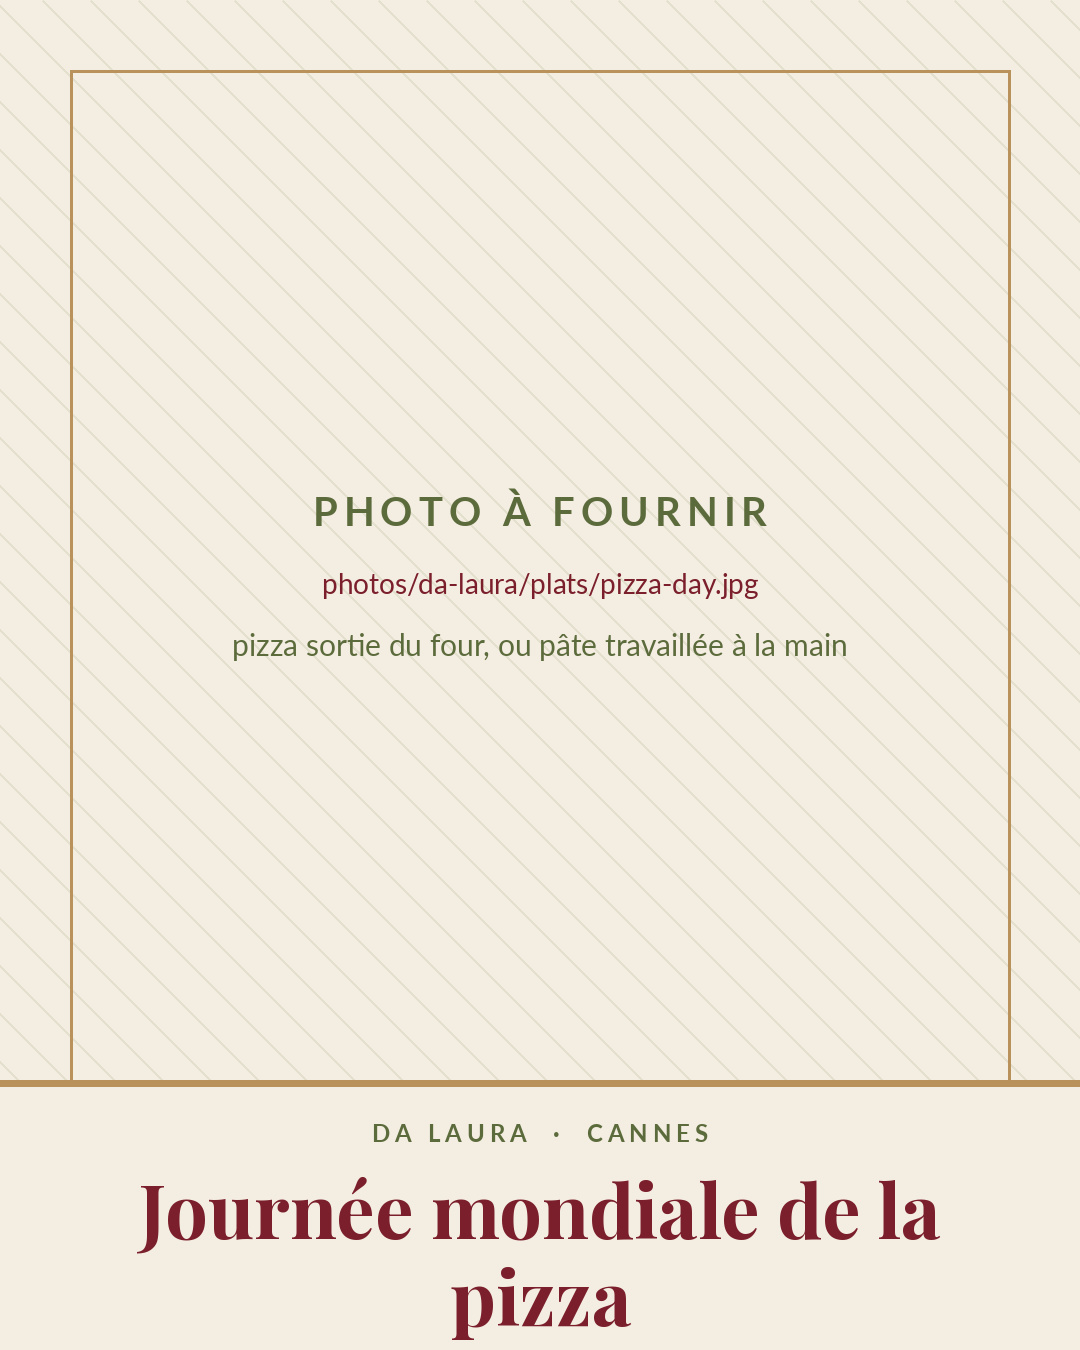 PHOTO À FOURNIR
photos/da-laura/plats/pizza-day.jpg
pizza sortie du four, ou pâte travaillée à la main
DA LAURA · CANNES
Journée mondiale de la
pizza